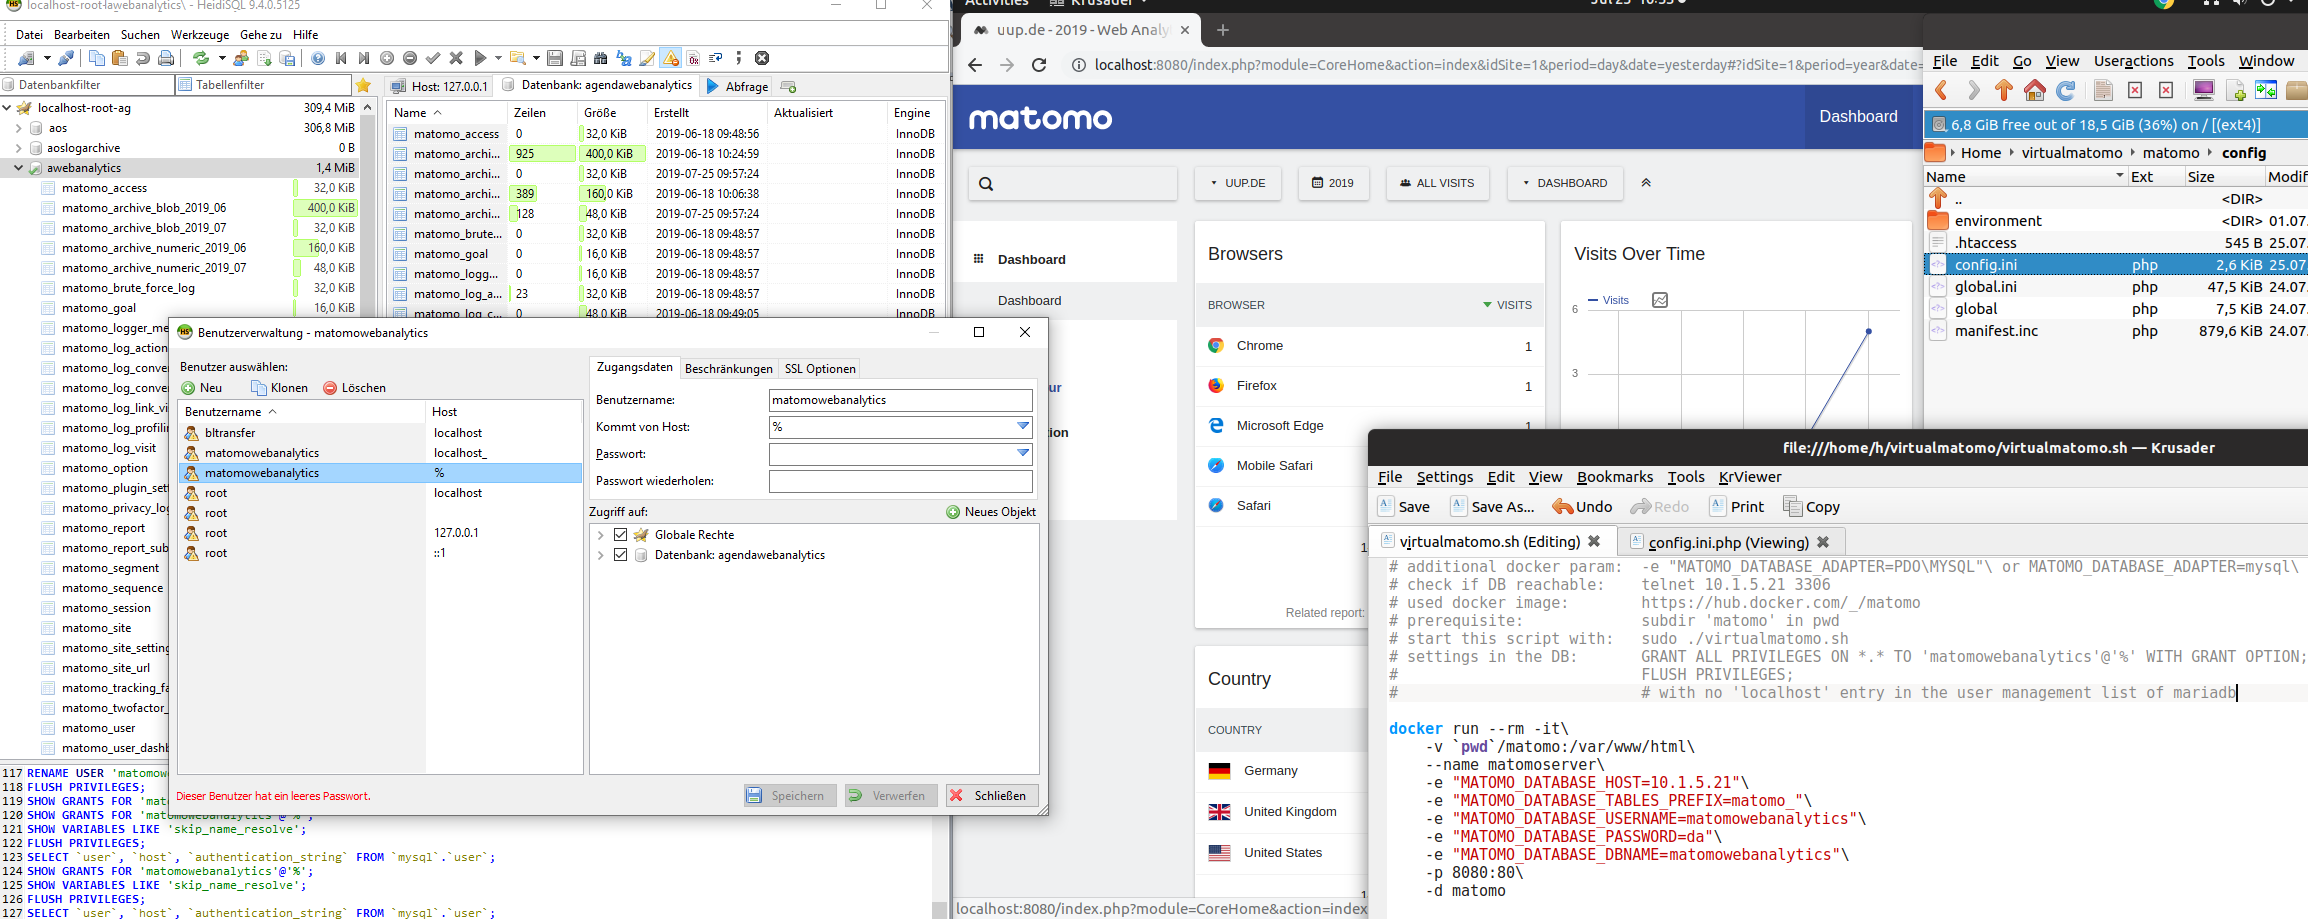 localhost-root\awebanalytics\ - HeidiSQL 9.4.0.5125
Datei Bearbeiten Suchen Werkzeuge Gehe zu Hilfe
Datenbankfilter Tabellenfilter
localhost-root-ag 309,4 MiB
aos 306,8 MiB
aoslogarchive 0 B
awebanalytics 1,4 MiB
matomo_access 32,0 KiB
matomo_archive_blob_2019_06 400,0 KiB
matomo_archive_blob_2019_07 32,0 KiB
matomo_archive_numeric_2019_06 160,0 KiB
matomo_archive_numeric_2019_07 48,0 KiB
matomo_brute_force_log 32,0 KiB
matomo_goal 16,0 KiB
matomo_logger_me
matomo_log_action
matomo_log_conver
matomo_log_conver
matomo_log_link_vi
matomo_log_profilin
matomo_log_visit
matomo_option
matomo_plugin_sett
matomo_privacy_log
matomo_report
matomo_report_sub
matomo_segment
matomo_sequence
matomo_session
matomo_site
matomo_site_setting
matomo_site_url
matomo_tracking_fa
matomo_twofactor_
matomo_user
matomo_user_dashb
Host: 127.0.0.1 Datenbank: agendawebanalytics Abfrage
Name Zeilen Größe Erstellt Aktualisiert Engine
matomo_access 0 32,0 KiB 2019-06-18 09:48:56 InnoDB
matomo_archi... 925 400,0 KiB 2019-06-18 10:24:59 InnoDB
matomo_archi... 0 32,0 KiB 2019-07-25 09:57:24 InnoDB
matomo_archi... 389 160,0 KiB 2019-06-18 10:06:38 InnoDB
matomo_archi... 128 48,0 KiB 2019-07-25 09:57:24 InnoDB
matomo_brute... 0 32,0 KiB 2019-06-18 09:48:57 InnoDB
matomo_goal 0 16,0 KiB 2019-06-18 09:48:57 InnoDB
matomo_logg... 0 16,0 KiB 2019-06-18 09:48:57 InnoDB
matomo_log_a... 23 32,0 KiB 2019-06-18 09:48:57 InnoDB
matomo_log_c... 0 48,0 KiB 2019-06-18 09:49:05 InnoDB
Benutzerverwaltung - matomowebanalytics
Benutzer auswählen:
Neu Klonen Löschen
Benutzername Host
bltransfer localhost
matomowebanalytics localhost_
matomowebanalytics %
root localhost
root
root 127.0.0.1
root ::1
Zugangsdaten Beschränkungen SSL Optionen
Benutzername: matomowebanalytics
Kommt von Host: %
Passwort:
Passwort wiederholen:
Zugriff auf: Neues Objekt
Globale Rechte
Datenbank: agendawebanalytics
Dieser Benutzer hat ein leeres Passwort.
Speichern Verwerfen Schließen
117 RENAME USER 'matomow
118 FLUSH PRIVILEGES;
119 SHOW GRANTS FOR 'mat
120 SHOW GRANTS FOR 'matomowebanalytics'@'%';
121 SHOW VARIABLES LIKE 'skip_name_resolve';
122 FLUSH PRIVILEGES;
123 SELECT `user`, `host`, `authentication_string` FROM `mysql`.`user`;
124 SHOW GRANTS FOR 'matomowebanalytics'@'%';
125 SHOW VARIABLES LIKE 'skip_name_resolve';
126 FLUSH PRIVILEGES;
127 SELECT `user`, `host`, `authentication_string` FROM `mysql`.`user`;
Activities Krusader
uup.de - 2019 - Web Analy
localhost:8080/index.php?module=CoreHome&action=index&idSite=1&period=day&date=yesterday#?idSite=1&period=year&date=
matomo Dashboard
UUP.DE 2019 ALL VISITS DASHBOARD
Dashboard
Dashboard
ur
tion
Browsers
BROWSER VISITS
Chrome 1
Firefox 1
Microsoft Edge 1
Mobile Safari
Safari
1
Related report:
Visits Over Time
Visits
6
3
Country
COUNTRY
Germany
United Kingdom
United States
1
localhost:8080/index.php?module=CoreHome&action=index
File Edit Go View Useractions Tools Window
6,8 GiB free out of 18,5 GiB (36%) on / [(ext4)]
Home virtualmatomo matomo config
Name Ext Size Modif
.. <DIR>
environment <DIR> 01.07.
.htaccess 545 B 25.07.
config.ini php 2,6 KiB 25.07.
global.ini php 47,5 KiB 24.07.
global php 7,5 KiB 24.07.
manifest.inc php 879,6 KiB 24.07.
file:///home/h/virtualmatomo/virtualmatomo.sh — Krusader
File Settings Edit View Bookmarks Tools KrViewer
Save Save As... Undo Redo Print Copy
virtualmatomo.sh (Editing) config.ini.php (Viewing)
# additional docker param: -e "MATOMO_DATABASE_ADAPTER=PDO\MYSQL"\ or MATOMO_DATABASE_ADAPTER=mysql\
# check if DB reachable: telnet 10.1.5.21 3306
# used docker image: https://hub.docker.com/_/matomo
# prerequisite: subdir 'matomo' in pwd
# start this script with: sudo ./virtualmatomo.sh
# settings in the DB: GRANT ALL PRIVILEGES ON *.* TO 'matomowebanalytics'@'%' WITH GRANT OPTION;
# FLUSH PRIVILEGES;
# # with no 'localhost' entry in the user management list of mariadb
docker run --rm -it\
-v `pwd`/matomo:/var/www/html\
--name matomoserver\
-e "MATOMO_DATABASE_HOST=10.1.5.21"\
-e "MATOMO_DATABASE_TABLES_PREFIX=matomo_"\
-e "MATOMO_DATABASE_USERNAME=matomowebanalytics"\
-e "MATOMO_DATABASE_PASSWORD=da"\
-e "MATOMO_DATABASE_DBNAME=matomowebanalytics"\
-p 8080:80\
-d matomo